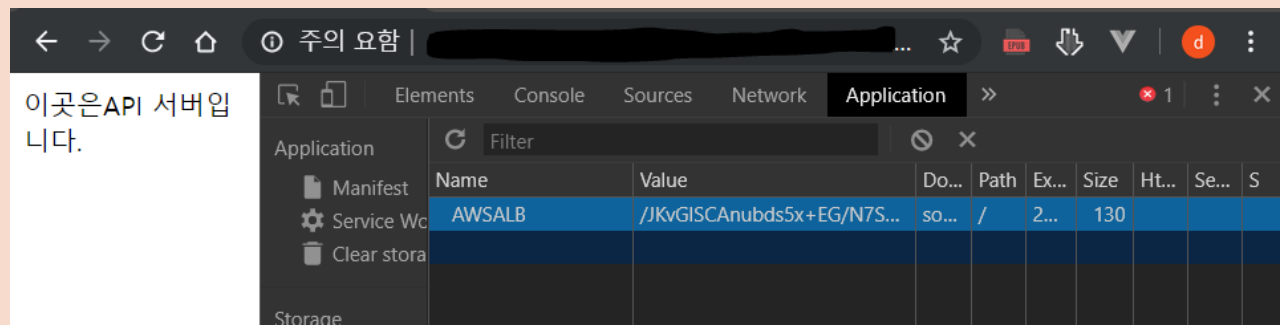 주의 요함 | ...
EPUB
d
이곳은API 서버입
니다.
Elements Console Sources Network Application » 1
Application
Manifest
Service Wc
Clear stora
Storage
Filter
Name Value Do... Path Ex... Size Ht... Se... S
AWSALB /JKvGISCAnubds5x+EG/N7S... so... / 2... 130